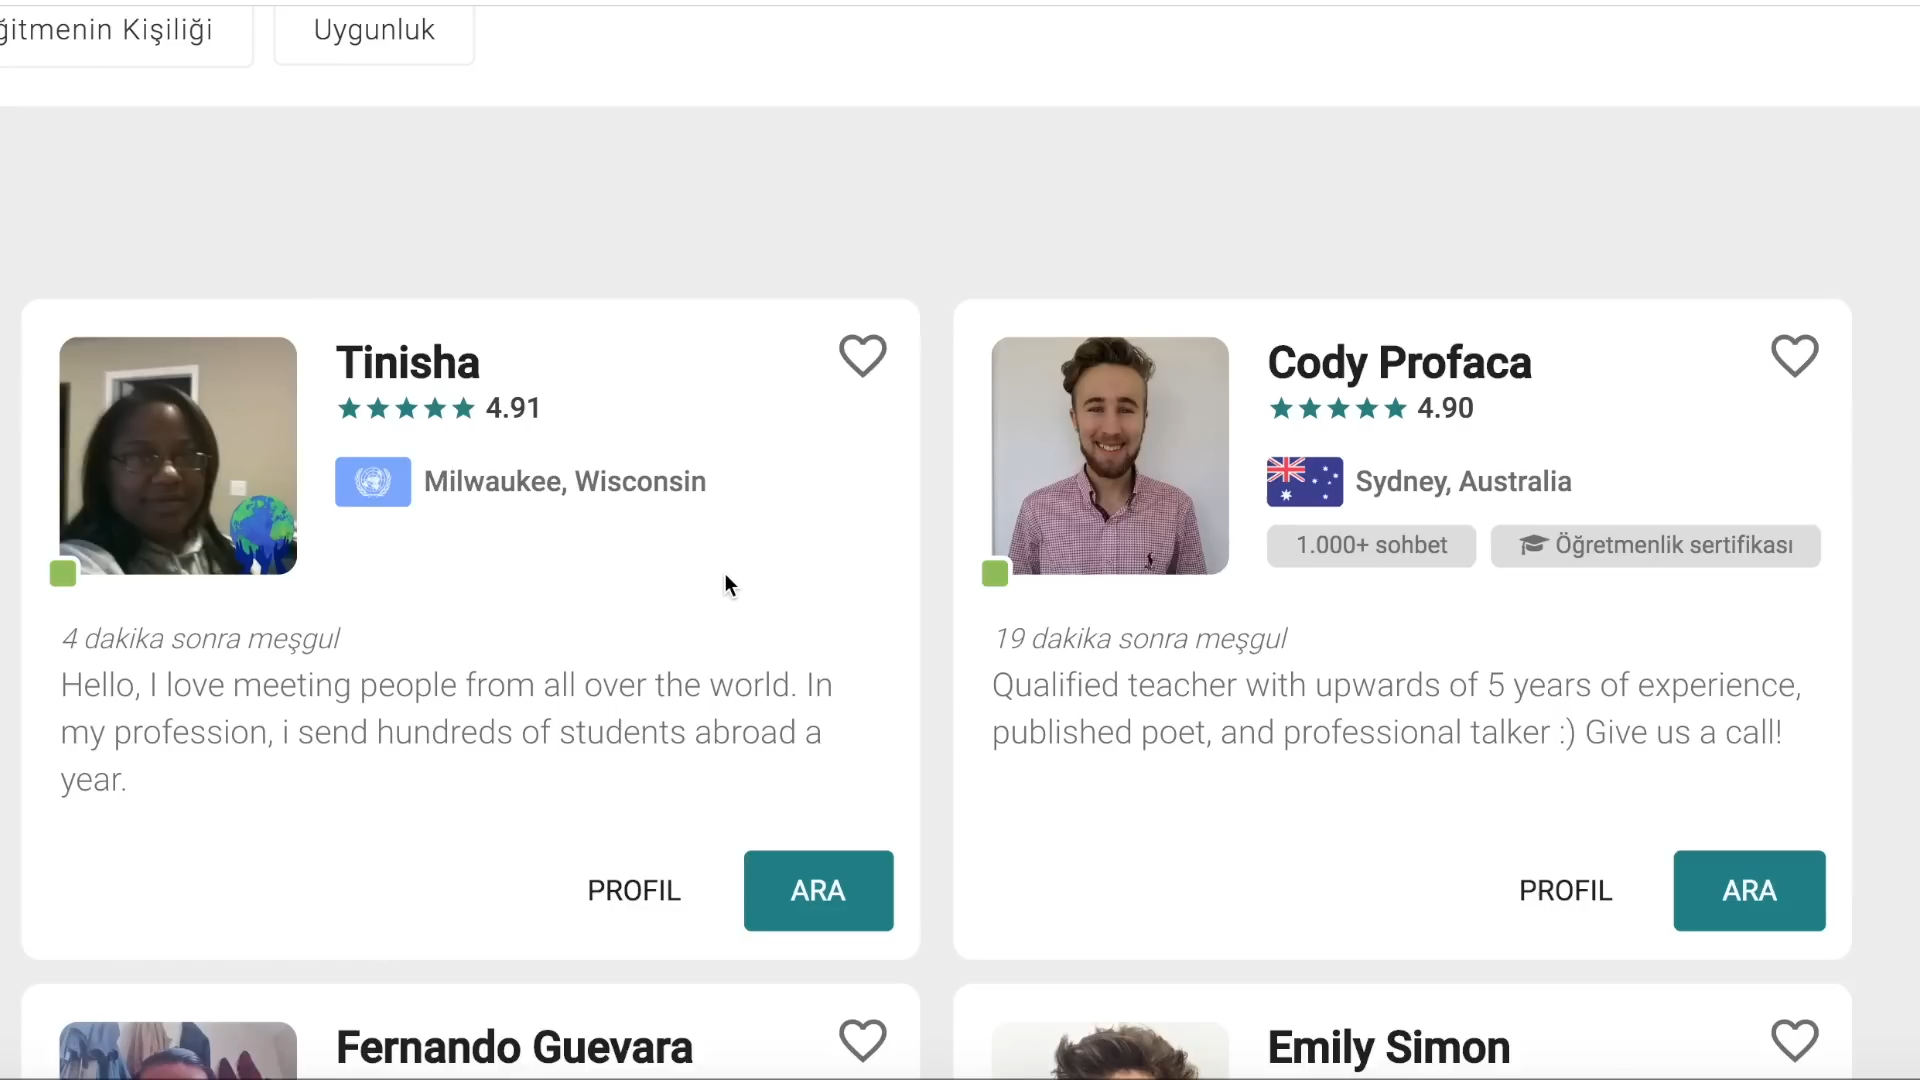 ğitmenin Kişiliği
Uygunluk
Tinisha
4.91
Milwaukee, Wisconsin
4 dakika sonra meşgul
Hello, I love meeting people from all over the world. In
my profession, i send hundreds of students abroad a
year.
PROFIL
ARA
Cody Profaca
4.90
Sydney, Australia
1.000+ sohbet
Öğretmenlik sertifikası
19 dakika sonra meşgul
Qualified teacher with upwards of 5 years of experience,
published poet, and professional talker :) Give us a call!
PROFIL
ARA
Fernando Guevara
Emily Simon